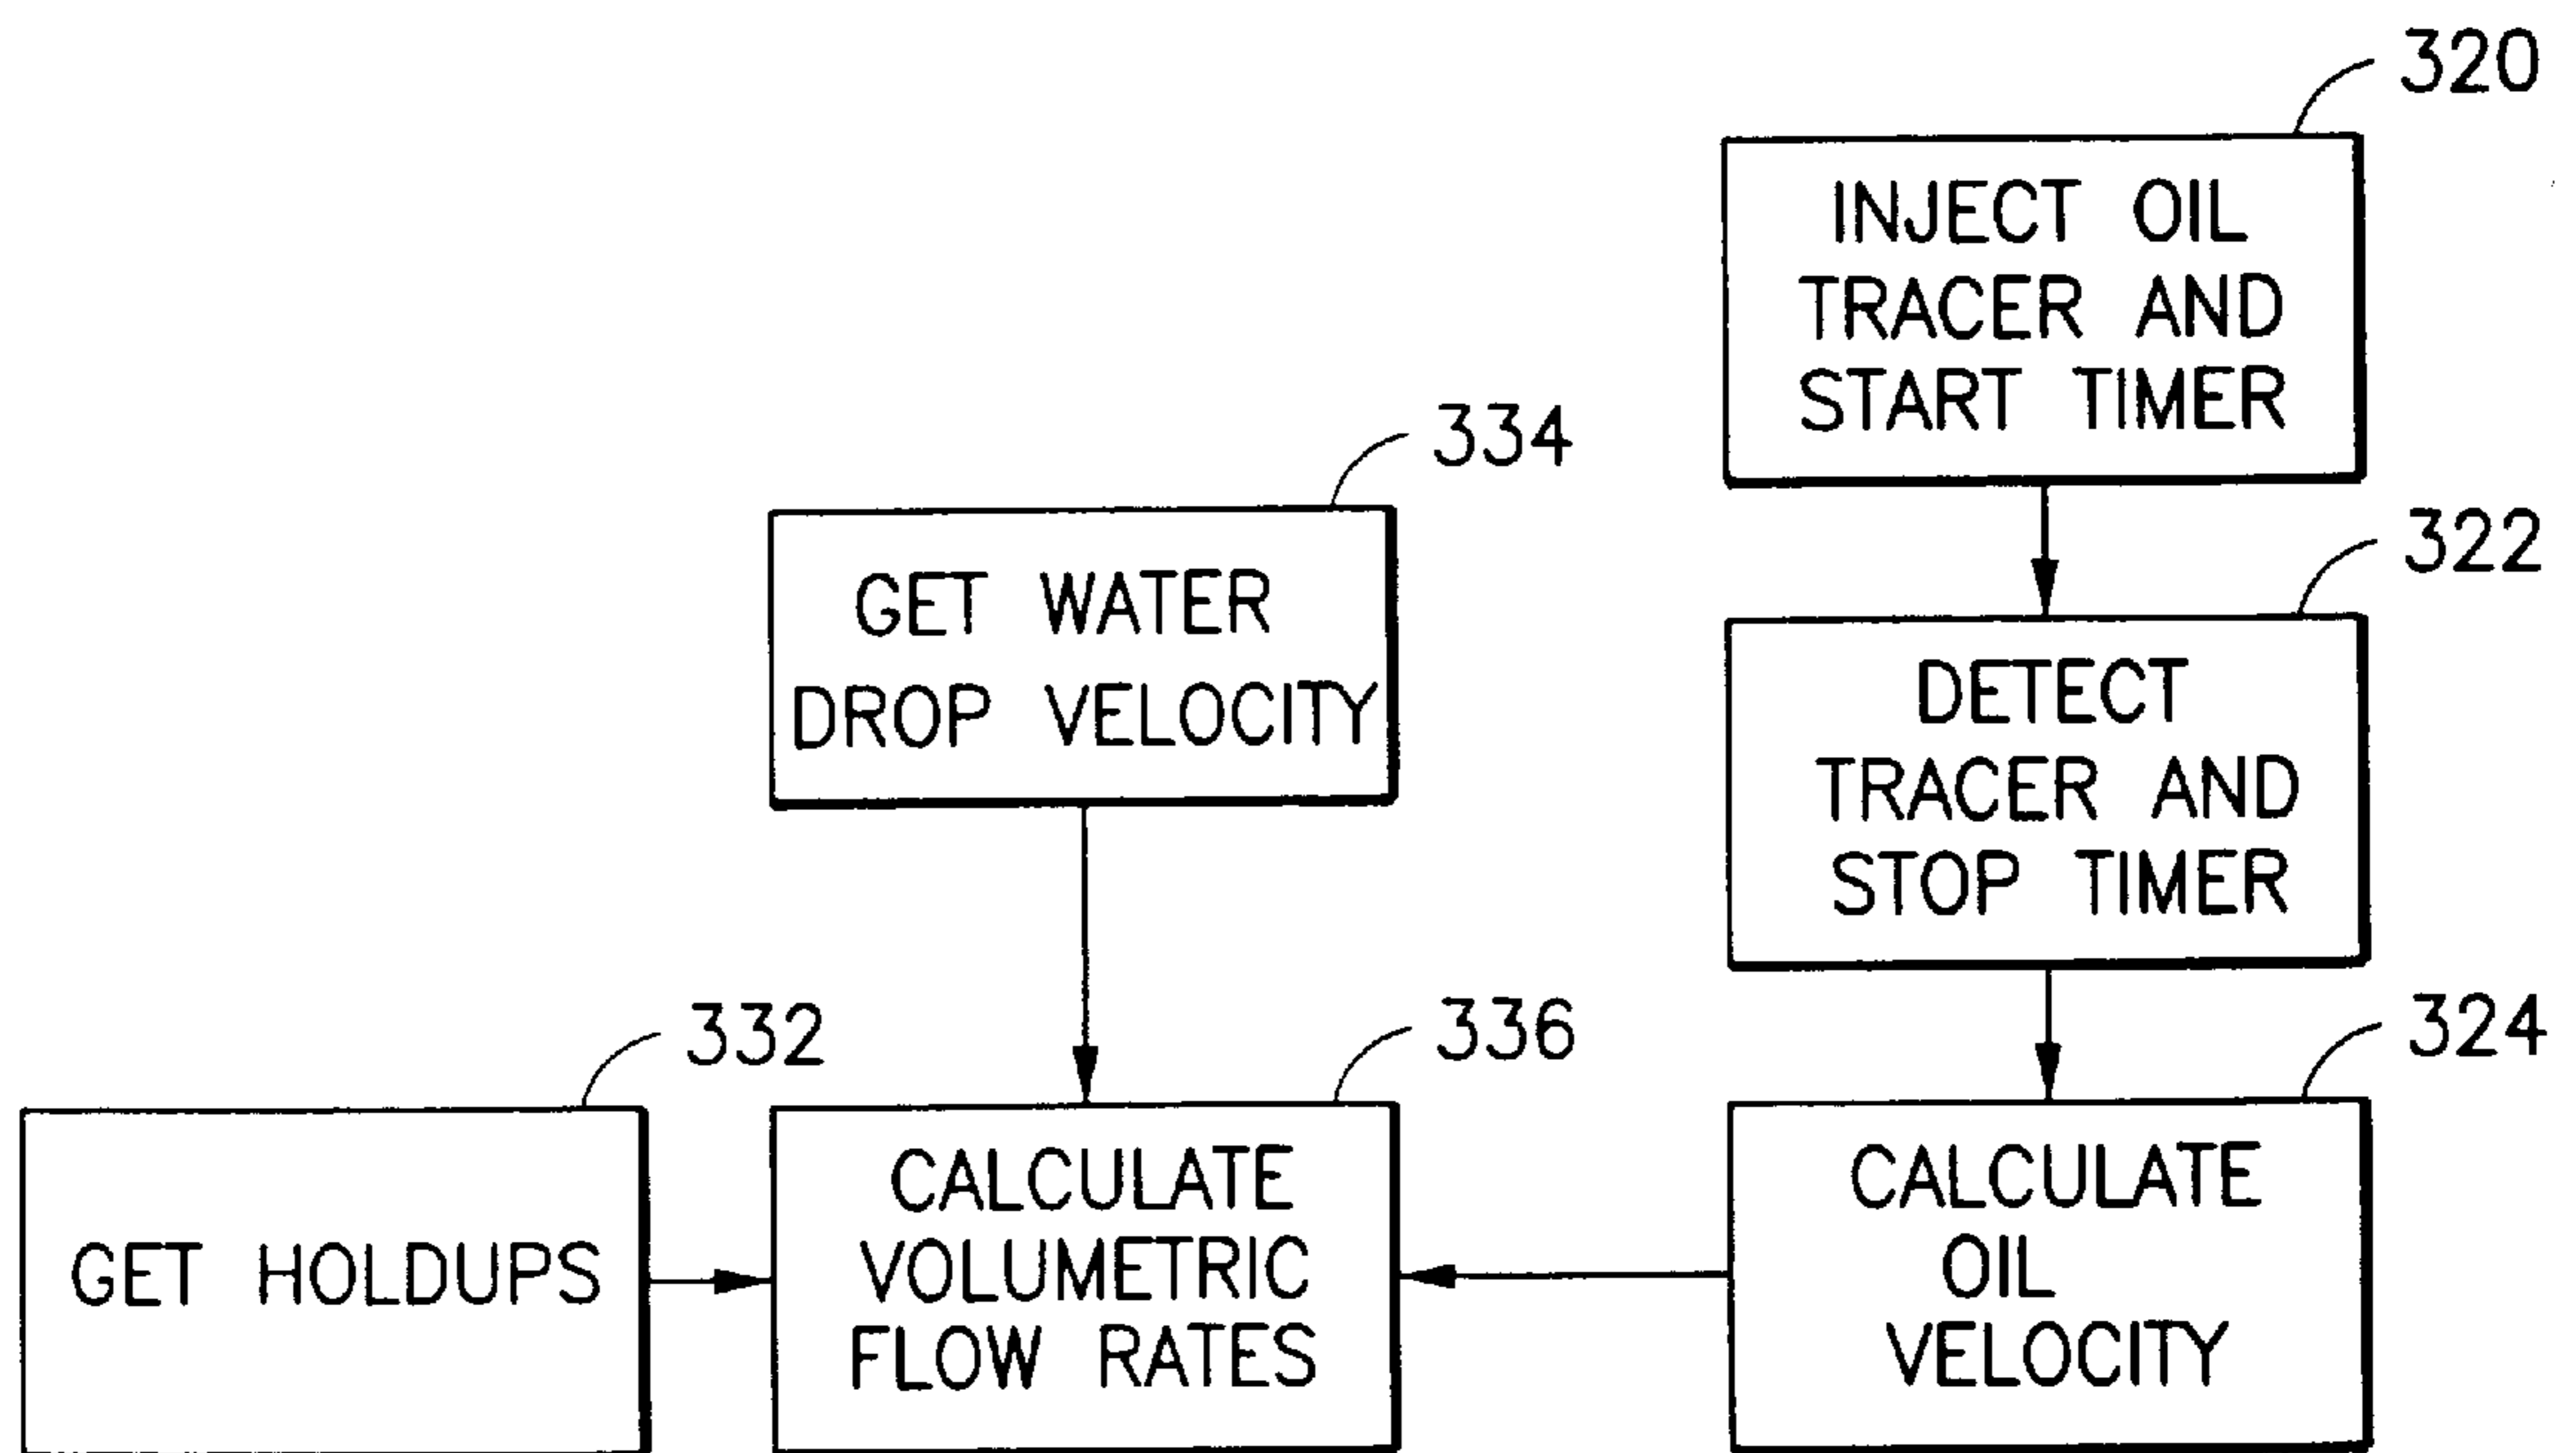 320
INJECT OIL
TRACER AND
START TIMER
334
GET WATER
DROP VELOCITY
322
DETECT
TRACER AND
STOP TIMER
332
GET HOLDUPS
336
CALCULATE
VOLUMETRIC
FLOW RATES
324
CALCULATE
OIL
VELOCITY